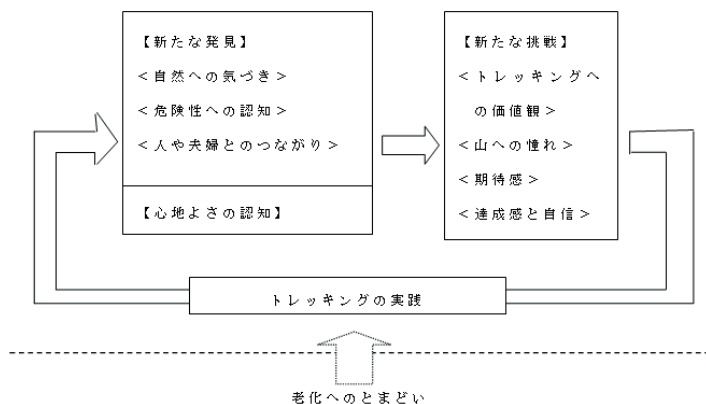 【新たな発見】
<自然への気づき>
<危険性への認知>
<人や夫婦とのつながり>
【心地よさの認知】
【新たな挑戦】
<トレッキングへ
の価値観>
<山への憧れ>
<期待感>
<達成感と自信>
トレッキングの実践
老化へのとまどい